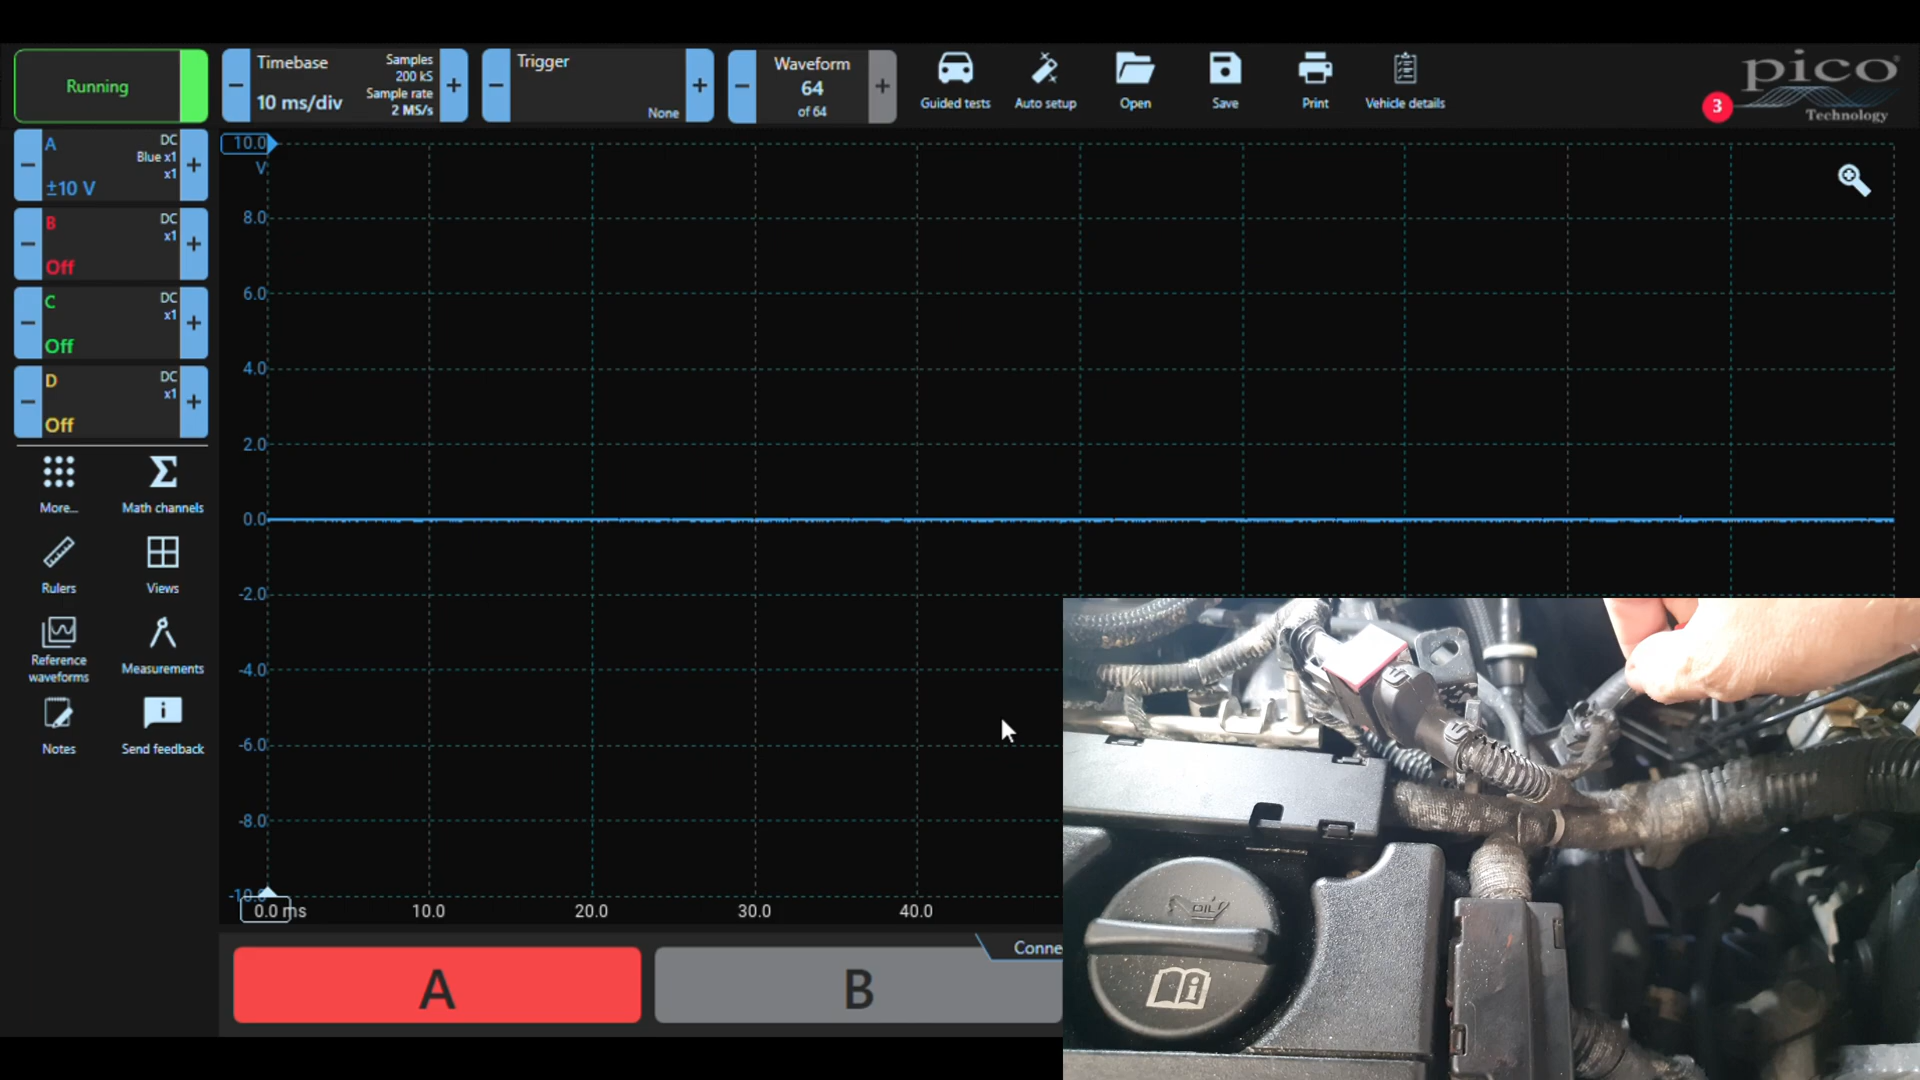 Running
Timebase
10 ms/div
Samples
200 kS
Sample rate
2 MS/s
Trigger
None
Waveform
64
of 64
Guided tests
Auto setup
Open
Save
Print
Vehicle details
3
pico
Technology
A
DC
Blue x1
x1
±10 V
B
DC
x1
Off
C
DC
x1
Off
D
DC
x1
Off
More...
Math channels
Rulers
Views
Reference
waveforms
Measurements
Notes
Send feedback
10.0
V
8.0
6.0
4.0
2.0
0.0
-2.0
-4.0
-6.0
-8.0
-10.0
0.0 ms
10.0
20.0
30.0
40.0
Conne
A
B
OIL